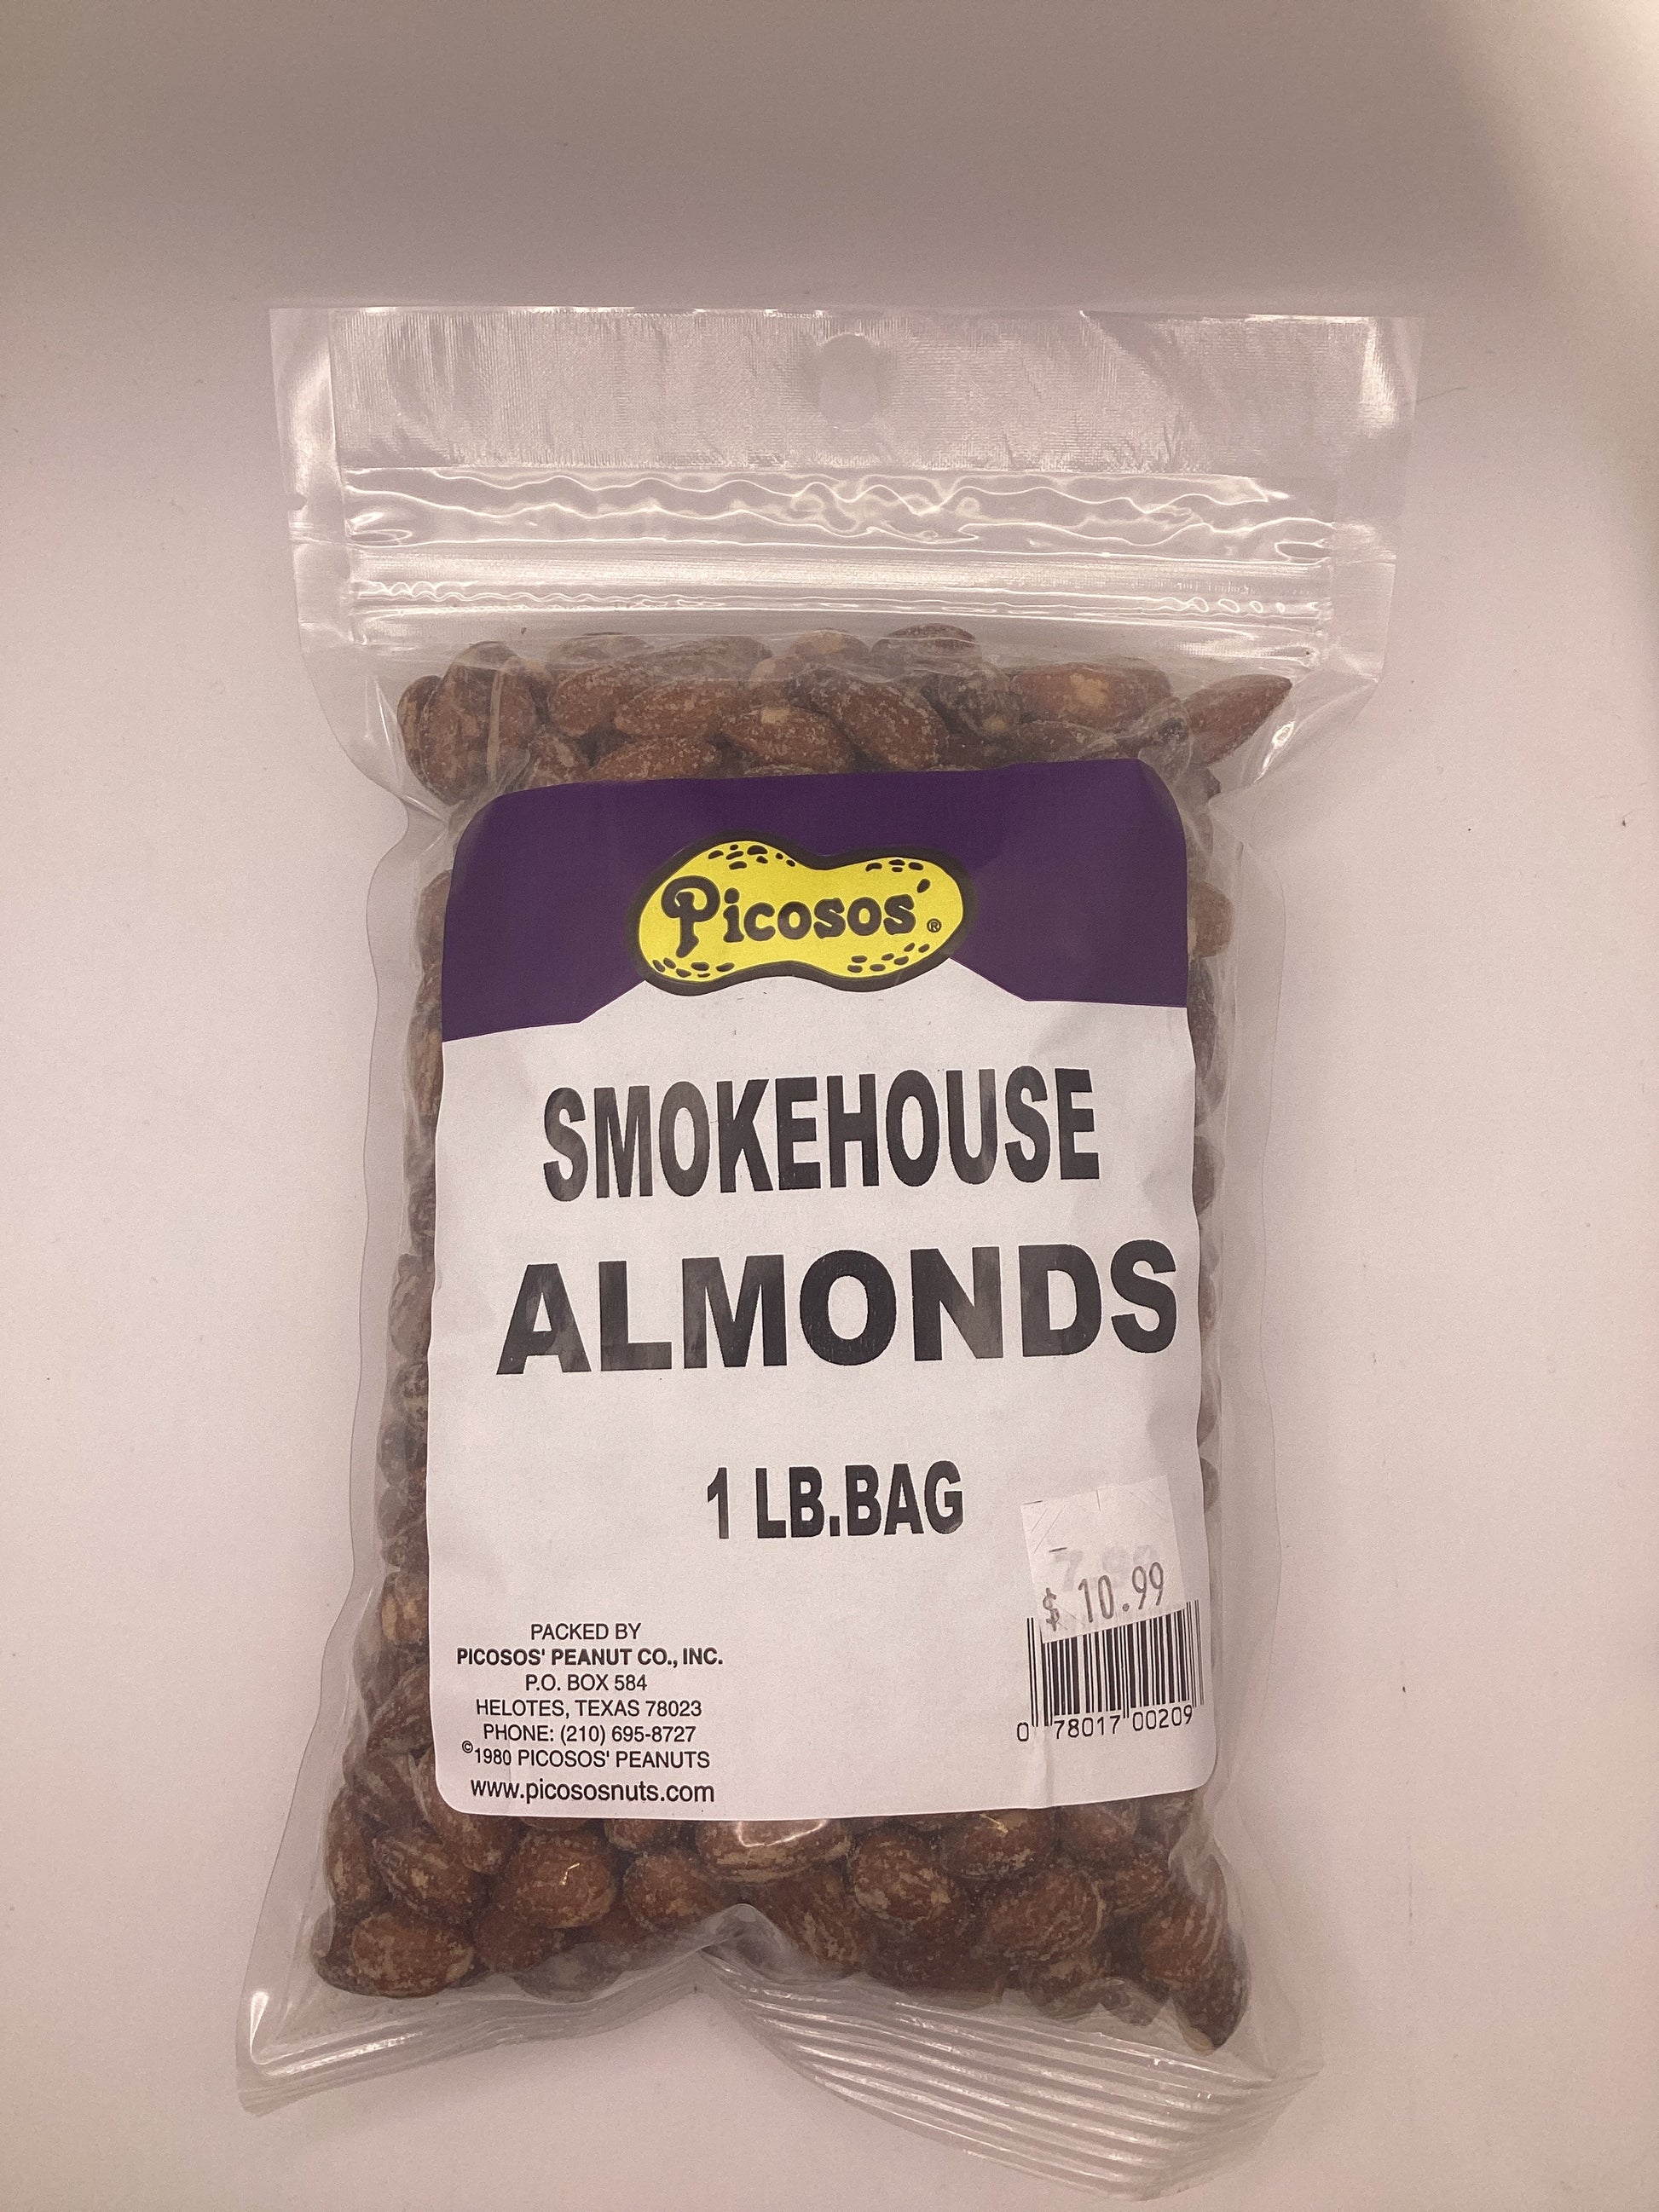 Picosos'®
SMOKEHOUSE
ALMONDS
1 LB.BAG
$ 10.99
PACKED BY
PICOSOS' PEANUT CO., INC.
P.O. BOX 584
HELOTES, TEXAS 78023
PHONE: (210) 695-8727
©1980 PICOSOS' PEANUTS
www.picososnuts.com
0 78017 00209